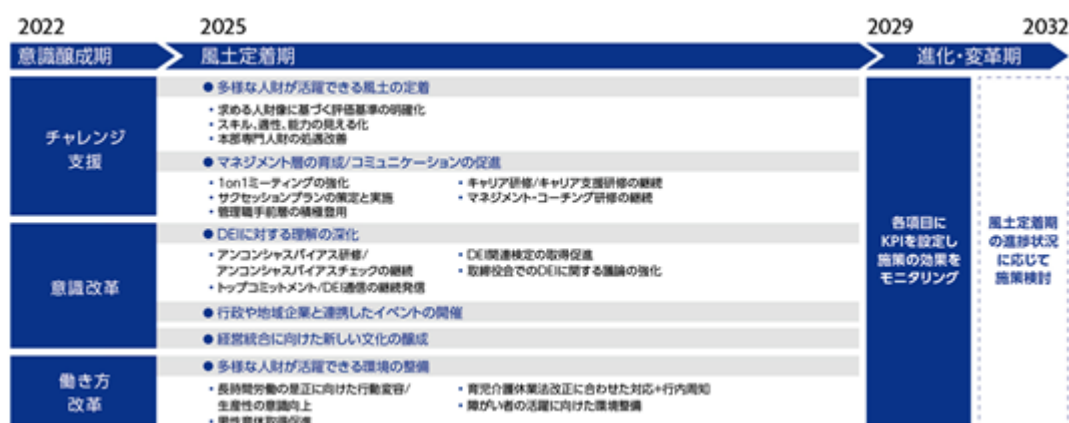 2022
2025
2029
2032
意識醸成期
風土定着期
進化・変革期
チャレンジ
支援
● 多様な人財が活躍できる風土の定着
・求める人財像に基づく評価基準の明確化
・スキル、適性、能力の見える化
・本部専門人財の処遇改善
● マネジメント層の育成/コミュニケーションの促進
・1on1ミーティングの強化
・サクセッションプランの策定と実施
・管理職手前層の積極登用
・キャリア研修/キャリア支援研修の継続
・マネジメント・コーチング研修の継続
意識改革
● DEIに対する理解の深化
・アンコンシャスバイアス研修/
アンコンシャスバイアスチェックの継続
・トップコミットメント/DEI通信の継続発信
・DEI関連検定の取得促進
・取締役会でのDEIに関する議論の強化
● 行政や地域企業と連携したイベントの開催
● 経営統合に向けた新しい文化の醸成
働き方
改革
● 多様な人財が活躍できる環境の整備
・長時間労働の是正に向けた行動変容/
生産性の意識向上
・男性育休取得促進
・育児介護休業法改正に合わせた対応+行内周知
・障がい者の活躍に向けた環境整備
各項目に
KPIを設定し
施策の効果を
モニタリング
風土定着期
の進捗状況
に応じて
施策検討